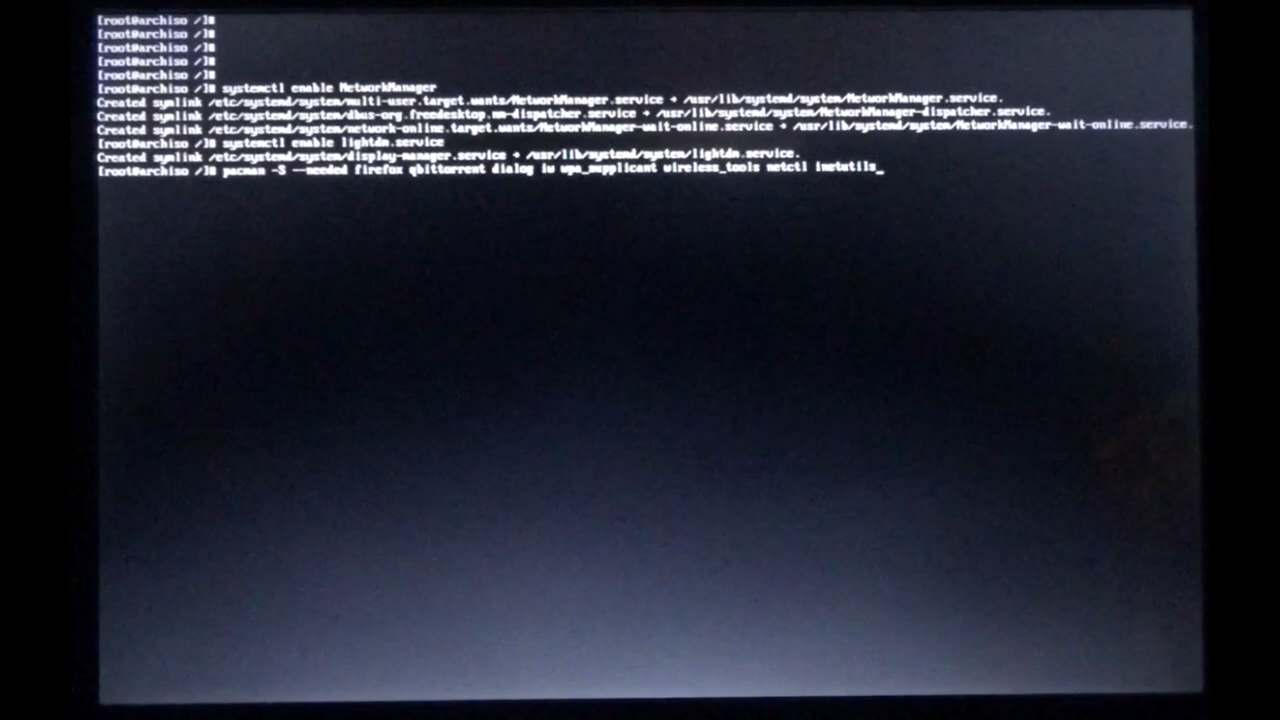 [root@archiso /]#
[root@archiso /]#
[root@archiso /]#
[root@archiso /]#
[root@archiso /]#
[root@archiso /]# systemctl enable NetworkManager
Created symlink /etc/systemd/system/multi-user.target.wants/NetworkManager.service → /usr/lib/systemd/system/NetworkManager.service.
Created symlink /etc/systemd/system/dbus-org.freedesktop.nm-dispatcher.service → /usr/lib/systemd/system/NetworkManager-dispatcher.service.
Created symlink /etc/systemd/system/network-online.target.wants/NetworkManager-wait-online.service → /usr/lib/systemd/system/NetworkManager-wait-online.service.
[root@archiso /]# systemctl enable lightdm.service
Created symlink /etc/systemd/system/display-manager.service → /usr/lib/systemd/system/lightdm.service.
[root@archiso /]# pacman -S --needed firefox qbittorrent dialog iw wpa_supplicant wireless_tools netctl inetutils_